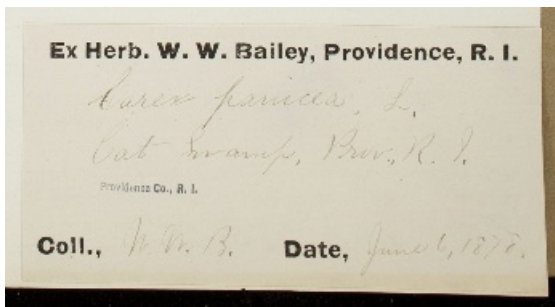 Ex Herb. W. W. Bailey, Providence, R. I.
Carex panicea, L.
Cat Swamp, Prov., R. I.
Providence Co., R. I.
Coll., W. W. B. Date, June 6, 1878.